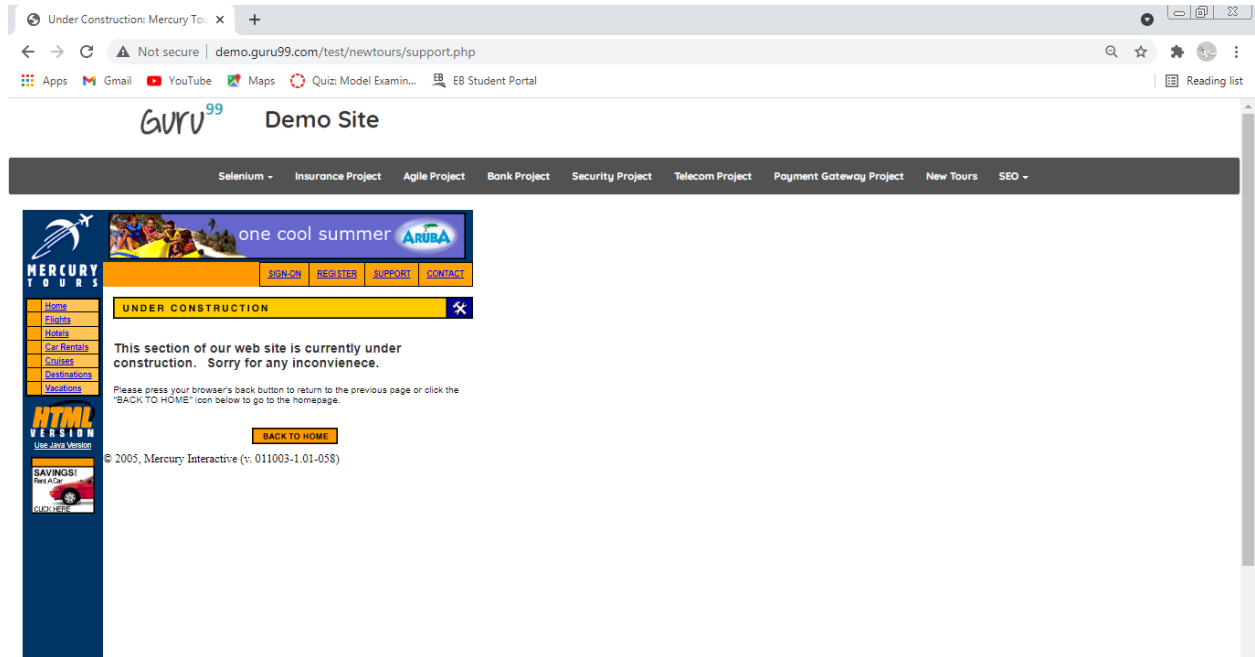 Under Construction: Mercury Tou
Not secure | demo.guru99.com/test/newtours/support.php
Apps Gmail YouTube Maps Quiz: Model Examin... EB EB Student Portal Reading list
Guru99 Demo Site
Selenium Insurance Project Agile Project Bank Project Security Project Telecom Project Payment Gateway Project New Tours SEO
one cool summer ARUBA
MERCURY
TOURS
SIGN-ON REGISTER SUPPORT CONTACT
Home
Flights
Hotels
Car Rentals
Cruises
Destinations
Vacations
HTML
VERSION
Use Java Version
SAVINGS!
Rent A Car
CLICK HERE
UNDER CONSTRUCTION
This section of our web site is currently under
construction. Sorry for any inconvienece.
Please press your browser's back button to return to the previous page or click the
"BACK TO HOME" icon below to go to the homepage.
BACK TO HOME
© 2005, Mercury Interactive (v. 011003-1.01-058)